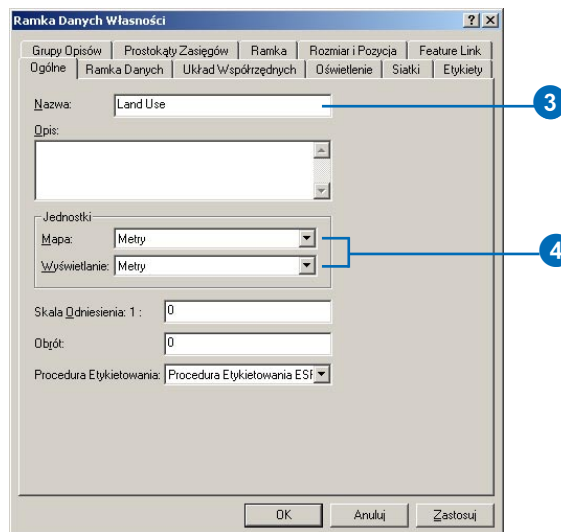 Ramka Danych Własności
Grupy Opisów Prostokąty Zasięgów Ramka Rozmiar i Pozycja Feature Link
Ogólne Ramka Danych Układ Współrzędnych Oświetlenie Siatki Etykiety
Nazwa: Land Use
3
Opis:
Jednostki
Mapa: Metry
4
Wyświetlanie: Metry
Skala Odniesienia: 1 : 0
Obrót: 0
Procedura Etykietowania: Procedura Etykietowania ESF
OK Anuluj Zastosuj